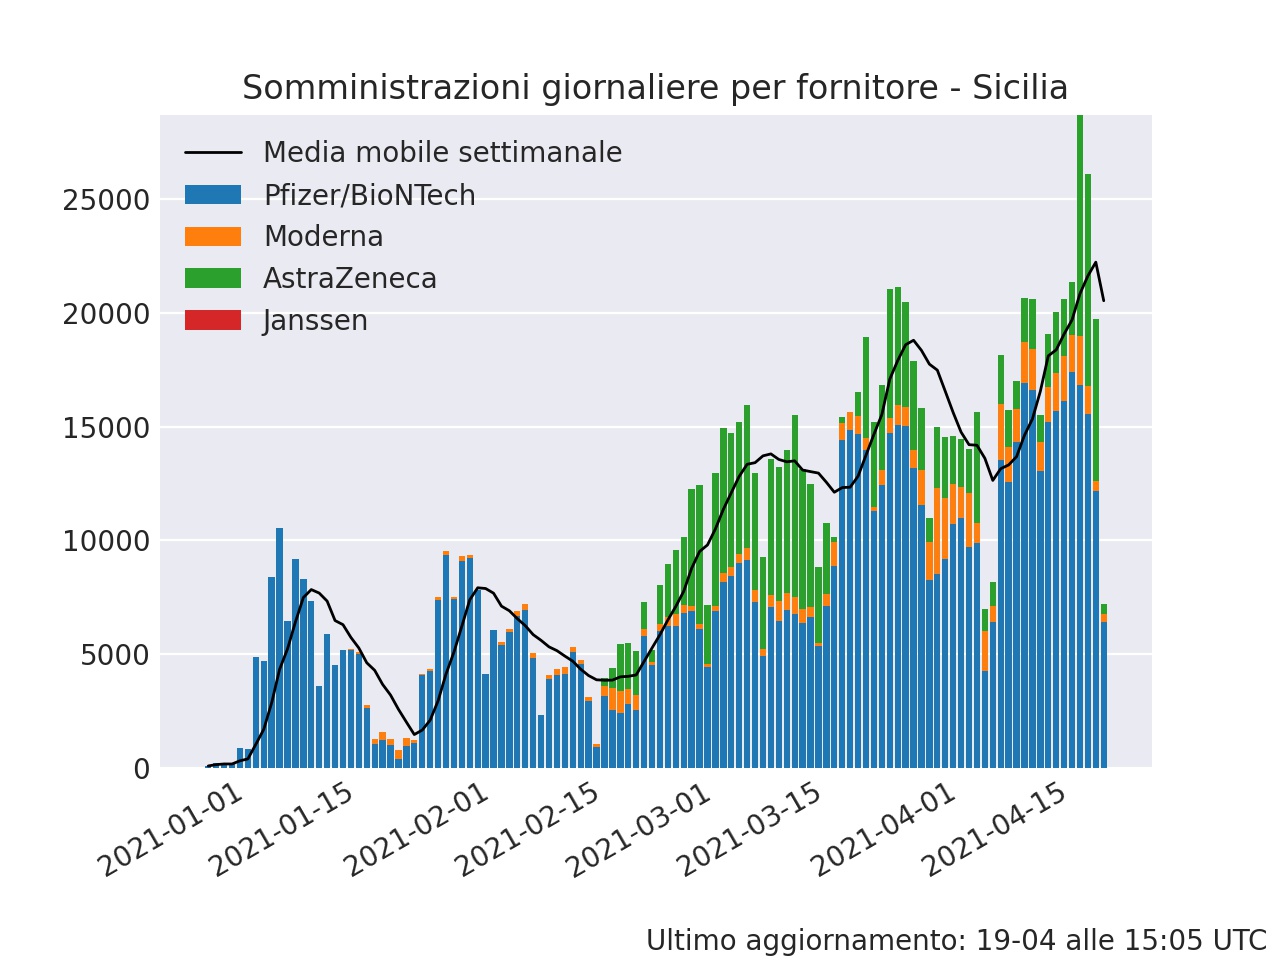 Somministrazioni giornaliere per fornitore - Sicilia
Media mobile settimanale
Pfizer/BioNTech
Moderna
AstraZeneca
Janssen
25000
20000
15000
10000
5000
0
2021-01-01
2021-01-15
2021-02-01
2021-02-15
2021-03-01
2021-03-15
2021-04-01
2021-04-15
Ultimo aggiornamento: 19-04 alle 15:05 UTC